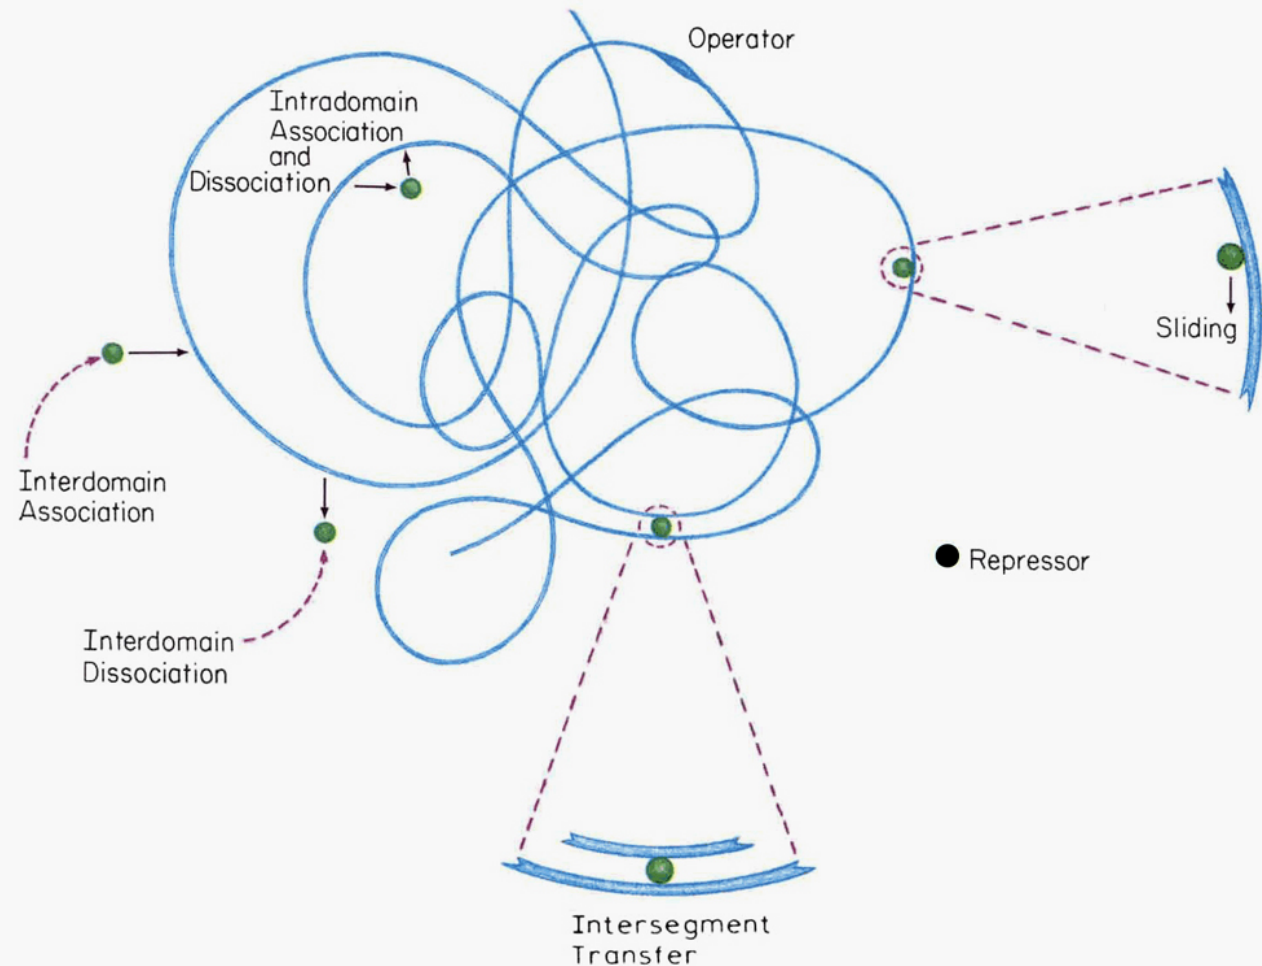 Operator
Intradomain
Association
and
Dissociation
Sliding
Interdomain
Association
Repressor
Interdomain
Dissociation
Intersegment
Transfer